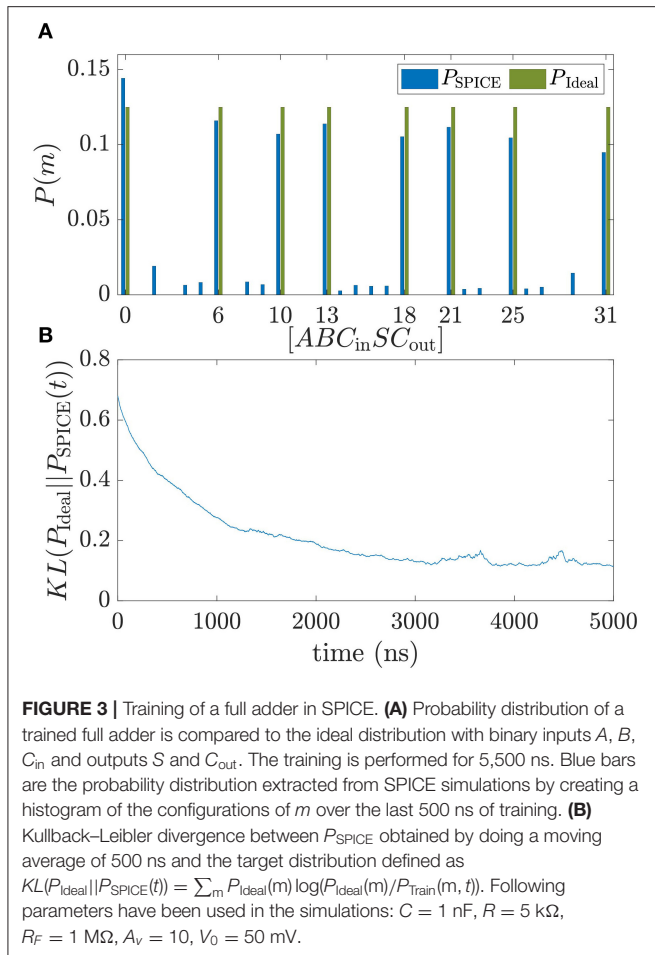 A
0.15
0.1
0.05
0
P(m)
P_SPICE
P_Ideal
0 6 10 13 18 21 25 31
[ABC_in SC_out]
B
0.8
0.6
0.4
0.2
0
KL(P_Ideal||P_SPICE(t))
0 1000 2000 3000 4000 5000
time (ns)
FIGURE 3 | Training of a full adder in SPICE. (A) Probability distribution of a
trained full adder is compared to the ideal distribution with binary inputs A, B,
C_in and outputs S and C_out. The training is performed for 5,500 ns. Blue bars
are the probability distribution extracted from SPICE simulations by creating a
histogram of the configurations of m over the last 500 ns of training. (B)
Kullback–Leibler divergence between P_SPICE obtained by doing a moving
average of 500 ns and the target distribution defined as
KL(P_Ideal||P_SPICE(t)) = ∑_m P_Ideal(m) log(P_Ideal(m)/P_Train(m, t)). Following
parameters have been used in the simulations: C = 1 nF, R = 5 kΩ,
R_F = 1 MΩ, A_v = 10, V_0 = 50 mV.